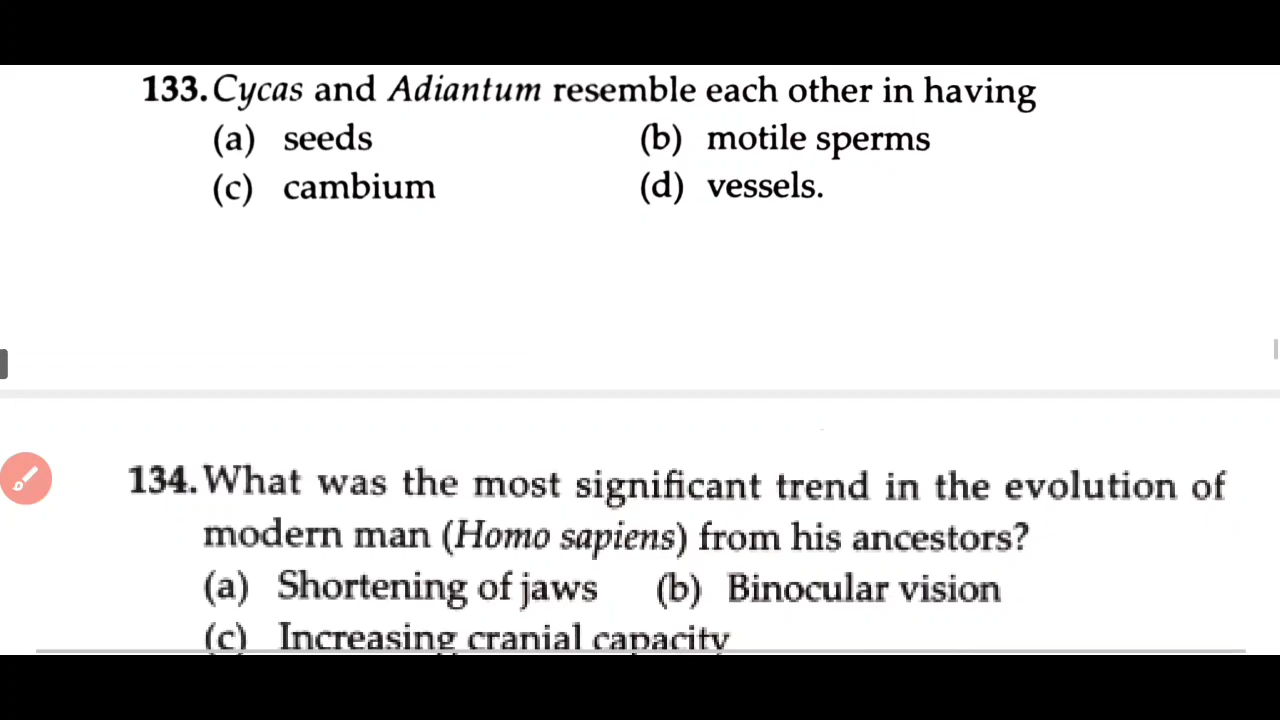 133. Cycas and Adiantum resemble each other in having
(a) seeds (b) motile sperms
(c) cambium (d) vessels.
134. What was the most significant trend in the evolution of
modern man (Homo sapiens) from his ancestors?
(a) Shortening of jaws (b) Binocular vision
(c) Increasing cranial capacity